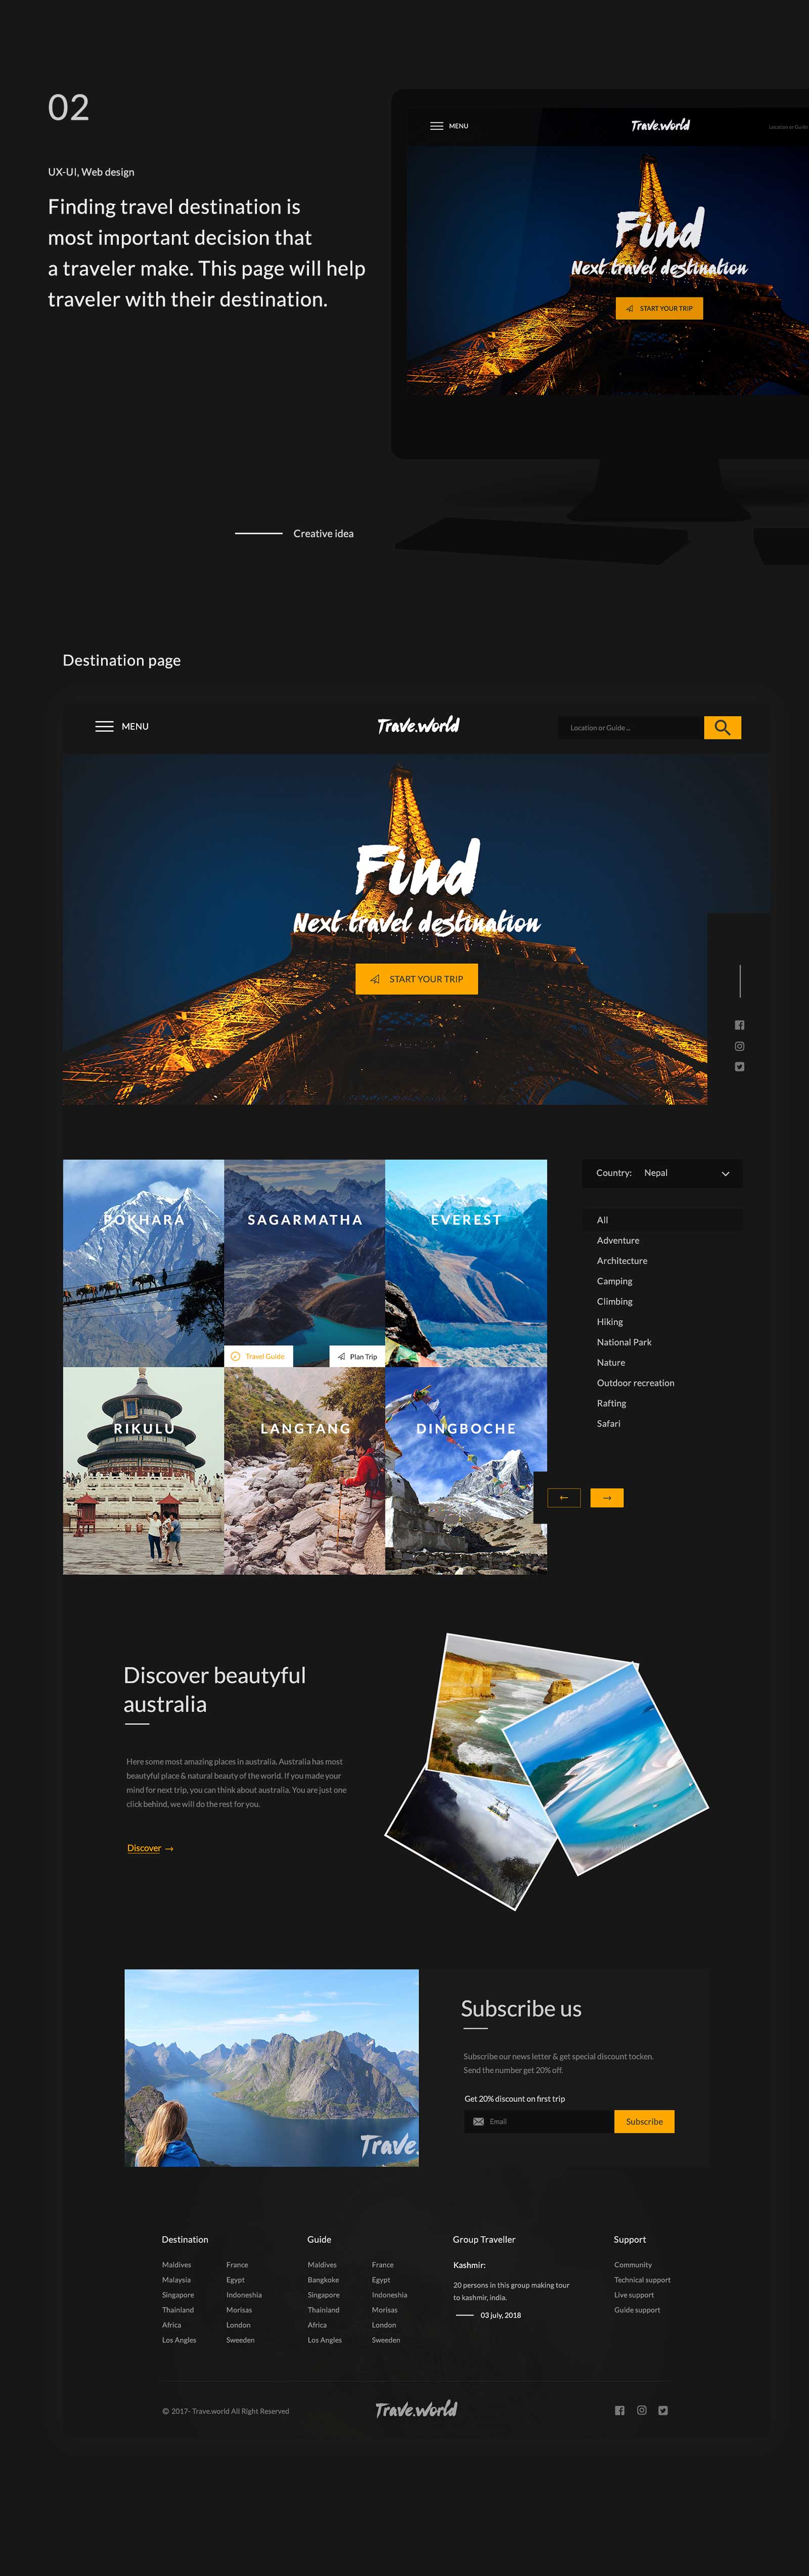 02
UX-UI, Web design
Finding travel destination is
most important decision that
a traveler make. This page will help
traveler with their destination.
Creative idea
MENU
Trave.world
Location or Guide
Find
Next travel destination
START YOUR TRIP
Destination page
MENU
Trave.world
Location or Guide ...
Find
Next travel destination
START YOUR TRIP
POKHARA
SAGARMATHA
EVEREST
Travel Guide
Plan Trip
RIKULU
LANGTANG
DINGBOCHE
Country: Nepal
All
Adventure
Architecture
Camping
Climbing
Hiking
National Park
Nature
Outdoor recreation
Rafting
Safari
Discover beautyful
australia
Here some most amazing places in australia. Australia has most
beautyful place & natural beauty of the world. If you made your
mind for next trip, you can think about australia. You are just one
click behind, we will do the rest for you.
Discover
Trave.
Subscribe us
Subscribe our news letter & get special discount tocken.
Send the number get 20% off.
Get 20% discount on first trip
Email
Subscribe
Destination
Maldives France
Malaysia Egypt
Singapore Indoneshia
Thainland Morisas
Africa London
Los Angles Sweeden
Guide
Maldives France
Bangkoke Egypt
Singapore Indoneshia
Thainland Morisas
Africa London
Los Angles Sweeden
Group Traveller
Kashmir:
20 persons in this group making tour
to kashmir, india.
03 july, 2018
Support
Community
Technical support
Live support
Guide support
© 2017- Trave.world All Right Reserved
Trave.world